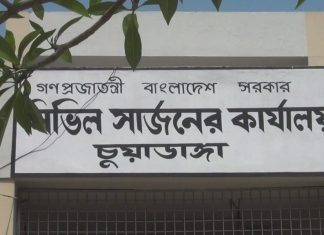 গণপ্রজাতন্ত্রী বাংলাদেশ সরকার
সিভিল সার্জনের কার্যালয়
চুয়াডাঙ্গা